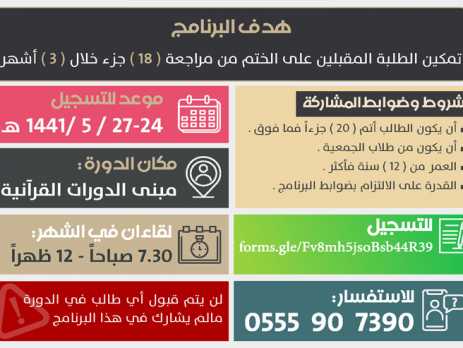 هدف البرنامج
تمكين الطلبة المقبلين على الختم من مراجعة ( 18 ) جزء خلال ( 3 ) أشهر
شروط وضوابط المشاركة
أن يكون الطالب أتم ( 20 ) جزءاً فما فوق .
أن يكون من طلاب الجمعية .
العمر من ( 12 ) سنة فأكثر .
القدرة على الالتزام بضوابط البرنامج .
موعد للتسجيل
24-27 / 5 /1441 هـ
مكان الدورة :
مبنى الدورات القرآنية
للتسجيل
forms.gle/Fv8mh5jsoBsb44R39
لقاءان في الشهر:
7.30 صباحاً - 12 ظهراً
للاستفسار:
0555 90 7390
لن يتم قبول أي طالب في الدورة
مالم يشارك في هذا البرنامج